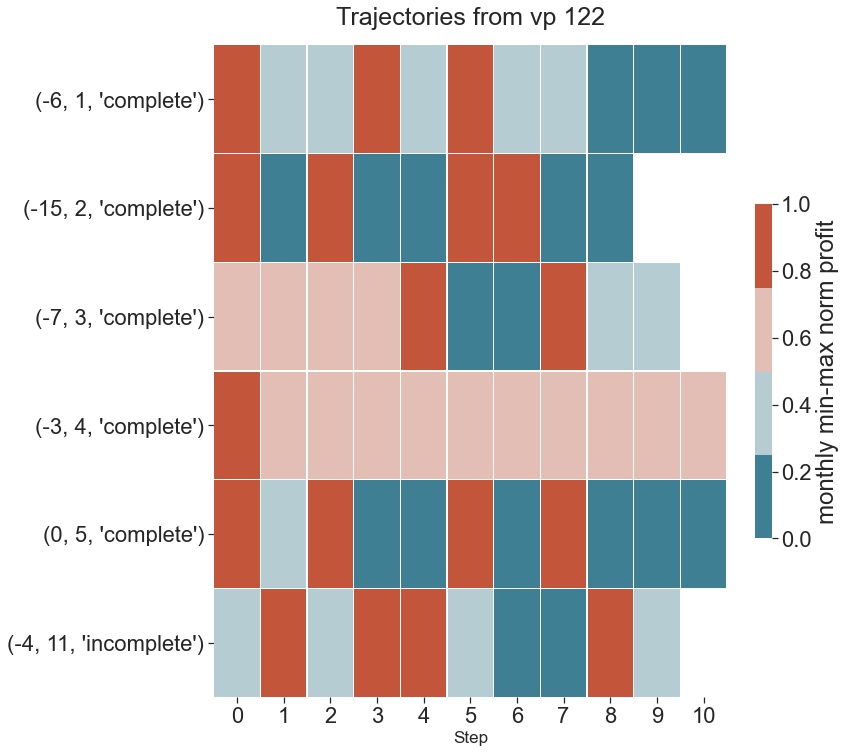 Trajectories from vp 122
(-6, 1, 'complete')
(-15, 2, 'complete')
(-7, 3, 'complete')
(-3, 4, 'complete')
(0, 5, 'complete')
(-4, 11, 'incomplete')
0 1 2 3 4 5 6 7 8 9 10
Step
1.0
0.8
0.6
0.4
0.2
0.0
monthly min-max norm profit